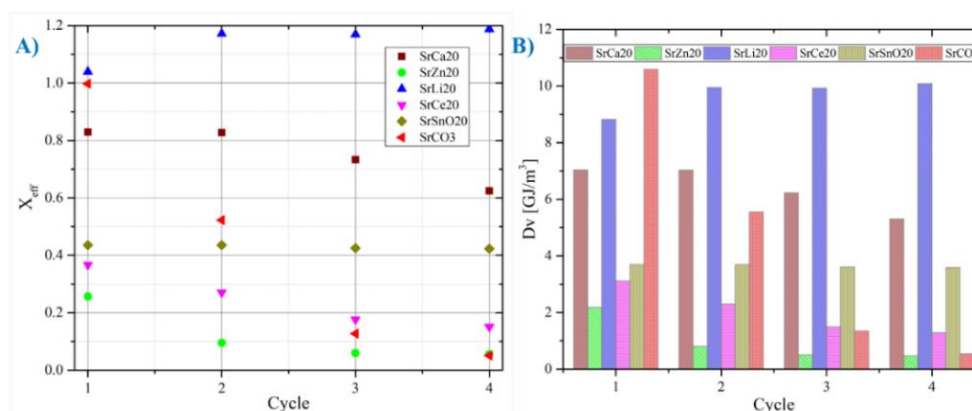 A)
1.2
1.0
0.8
0.6
0.4
0.2
0.0
X_eff
SrCa20
SrZn20
SrLi20
SrCe20
SrSnO20
SrCO3
1 2 3 4
Cycle
B)
12
10
8
6
4
2
0
Dv [GJ/m³]
SrCa20 SrZn20 SrLi20 SrCe20 SrSnO20 SrCO
1 2 3 4
Cycle